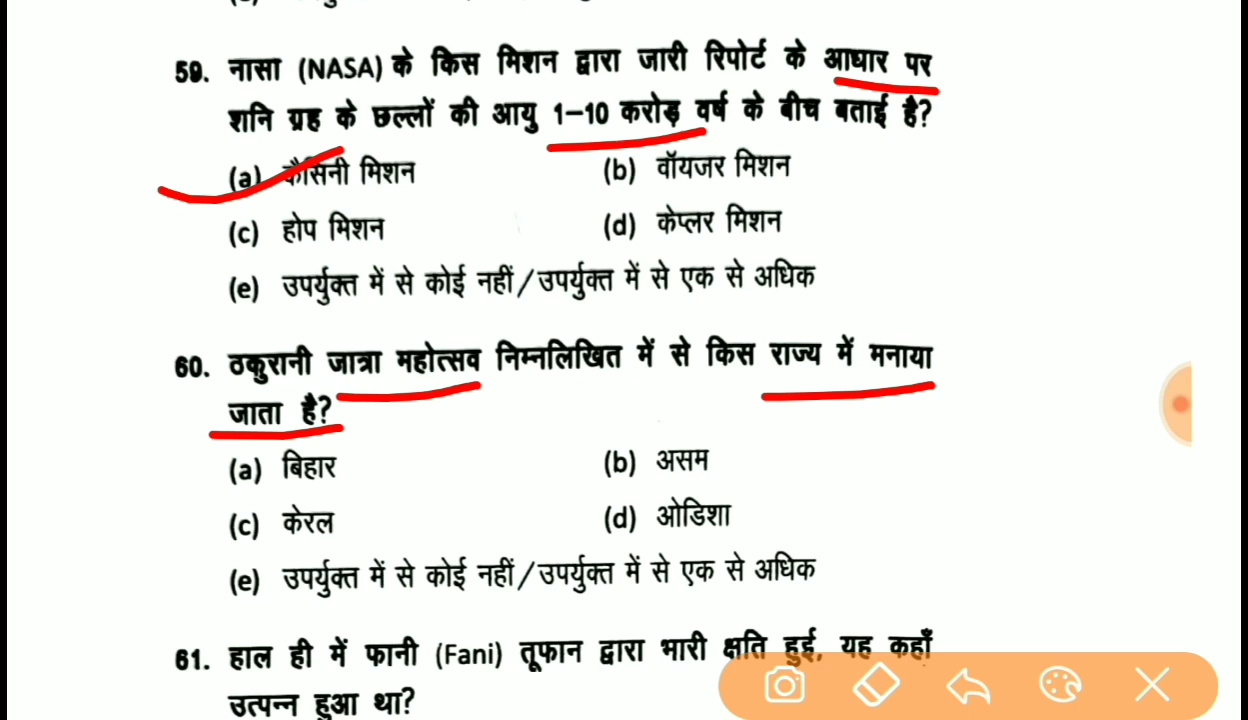 59. नासा (NASA) के किस मिशन द्वारा जारी रिपोर्ट के आधार पर
शनि ग्रह के छल्लों की आयु 1–10 करोड़ वर्ष के बीच बताई है?
(a) कैसिनी मिशन (b) वॉयजर मिशन
(c) होप मिशन (d) केप्लर मिशन
(e) उपर्युक्त में से कोई नहीं/उपर्युक्त में से एक से अधिक
60. ठकुरानी जात्रा महोत्सव निम्नलिखित में से किस राज्य में मनाया
जाता है?
(a) बिहार (b) असम
(c) केरल (d) ओडिशा
(e) उपर्युक्त में से कोई नहीं/उपर्युक्त में से एक से अधिक
61. हाल ही में फानी (Fani) तूफान द्वारा भारी क्षति हुई, यह कहाँ
उत्पन्न हुआ था?